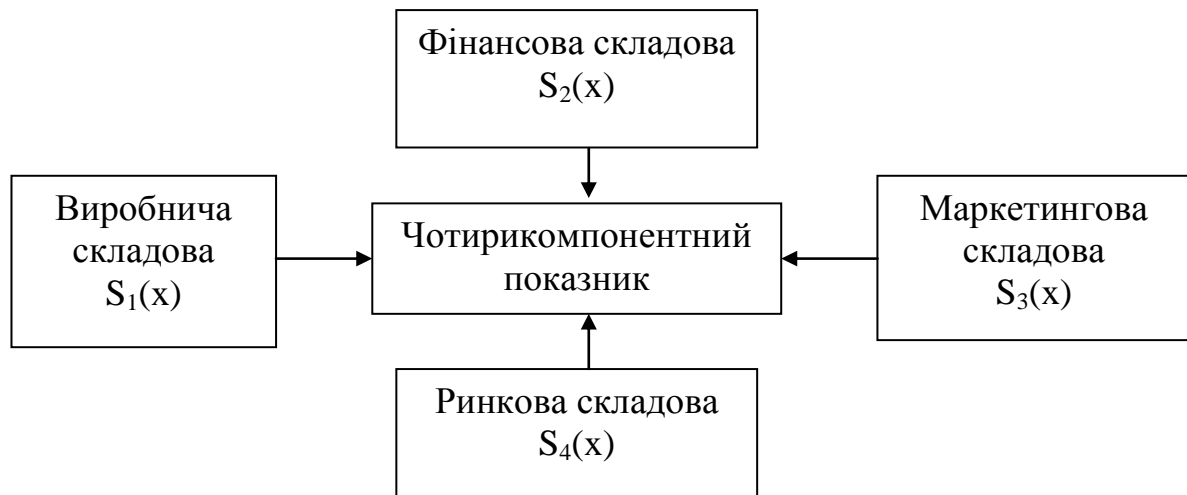 Фінансова складова
S₂(x)
Виробнича
складова
S₁(x)
Чотирикомпонентний
показник
Маркетингова
складова
S₃(x)
Ринкова складова
S₄(x)